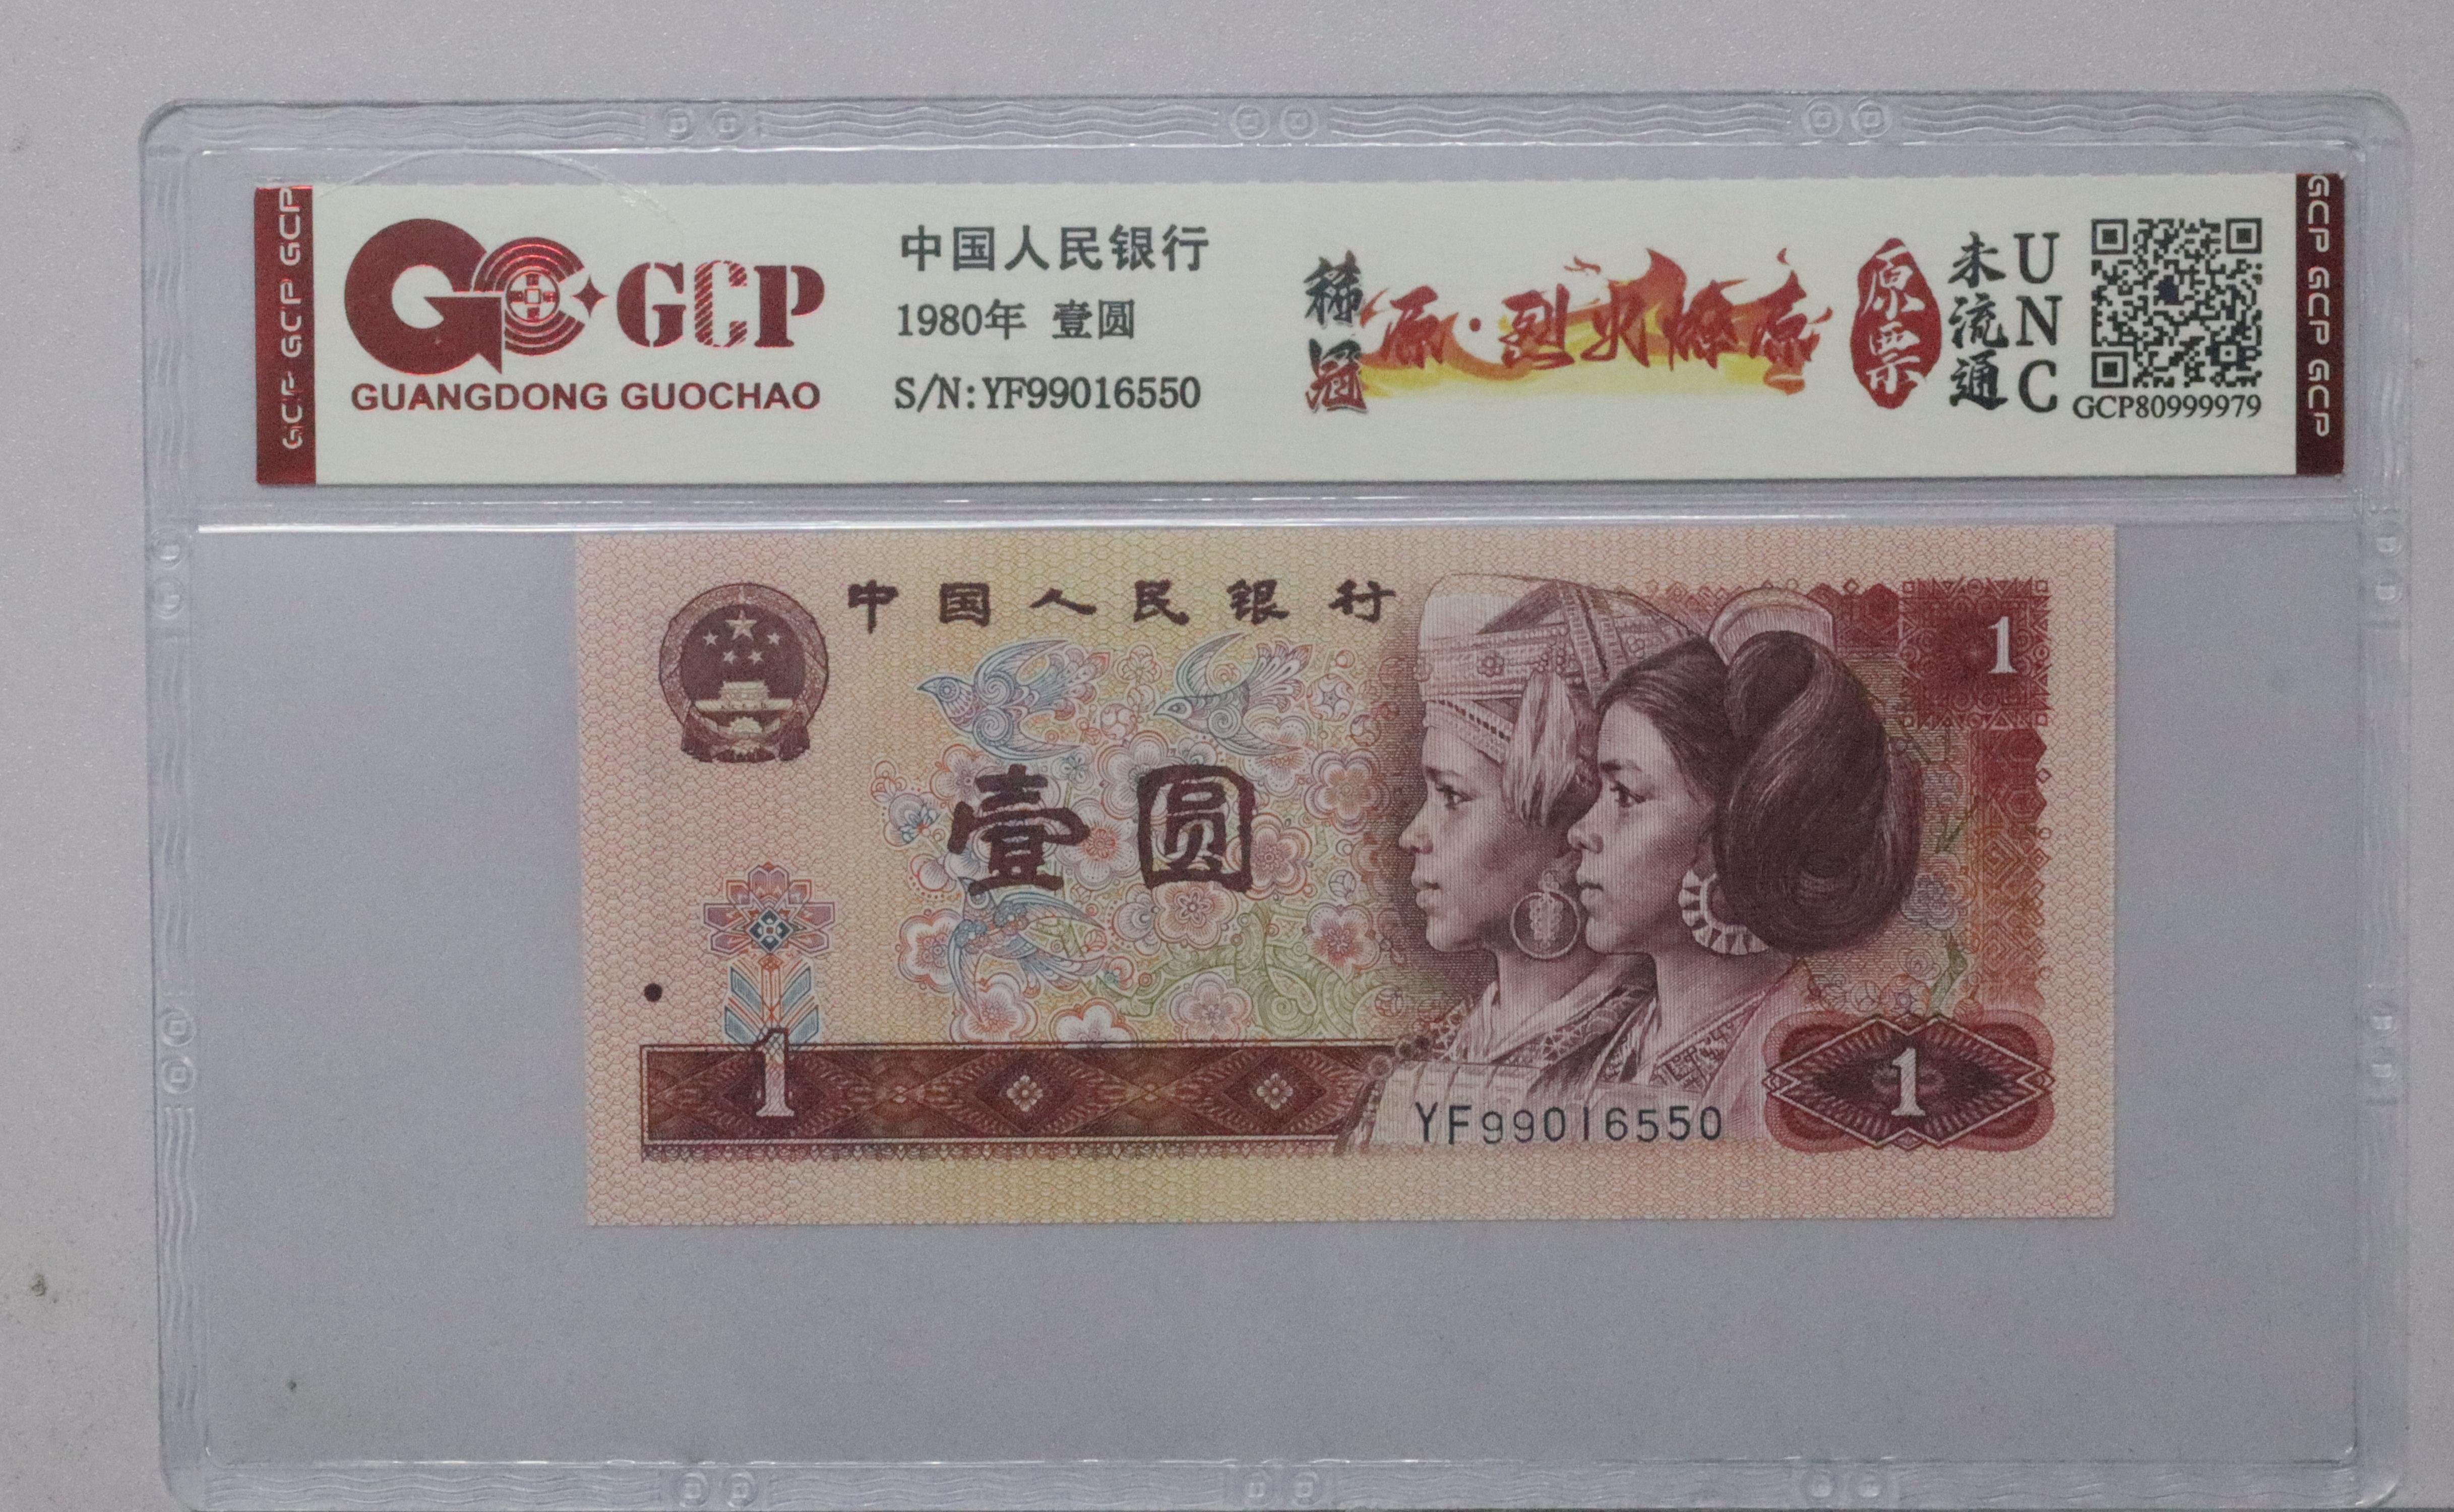 GCP GCP GCP
GCP
GUANGDONG GUOCHAO
中国人民银行
1980年 壹圆
S/N:YF99016550
稀冠
原·烈火燎原
原票
未流通
UNC
GCP80999979
GCP GCP GCP
中国人民银行
1
壹圆
1
1
YF99016550